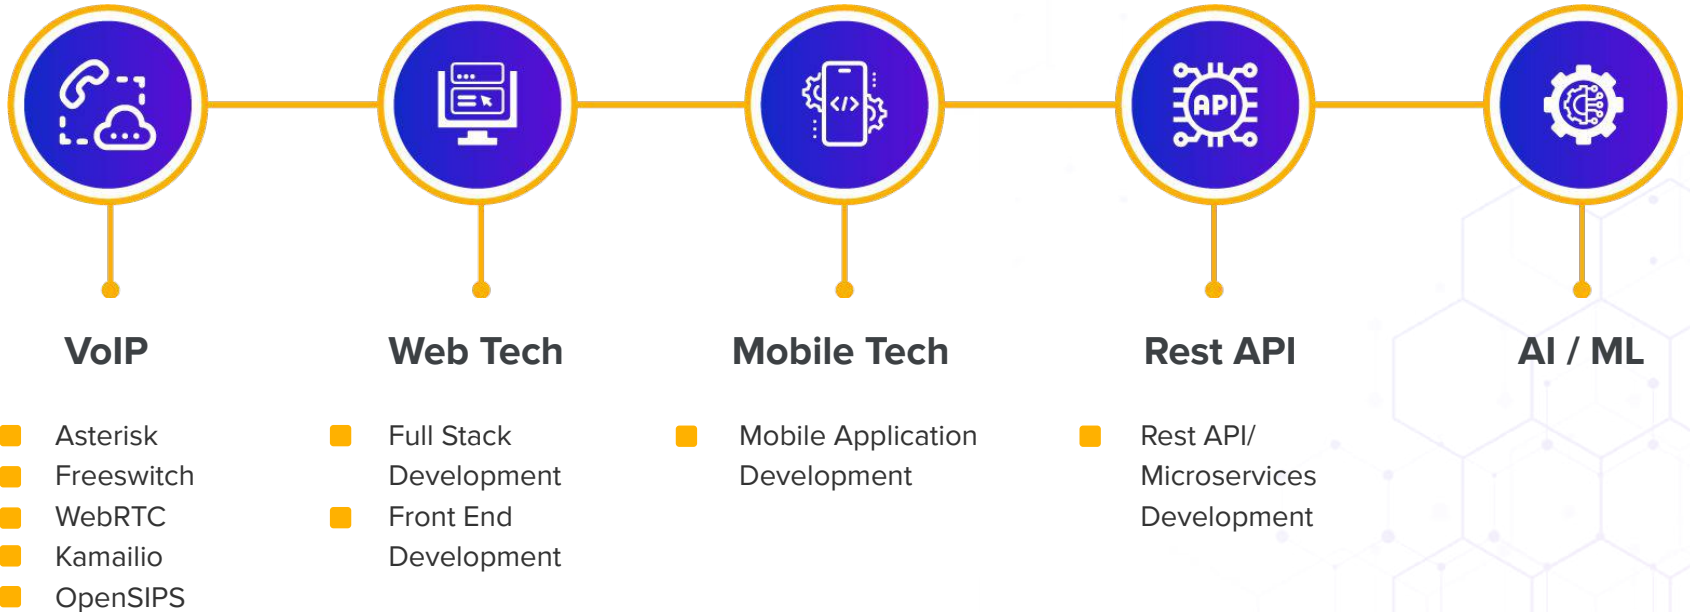 API
</>
VoIP
Asterisk
Freeswitch
WebRTC
Kamailio
OpenSIPS
Web Tech
Full Stack
Development
Front End
Development
Mobile Tech
Mobile Application
Development
Rest API
Rest API/
Microservices
Development
AI / ML